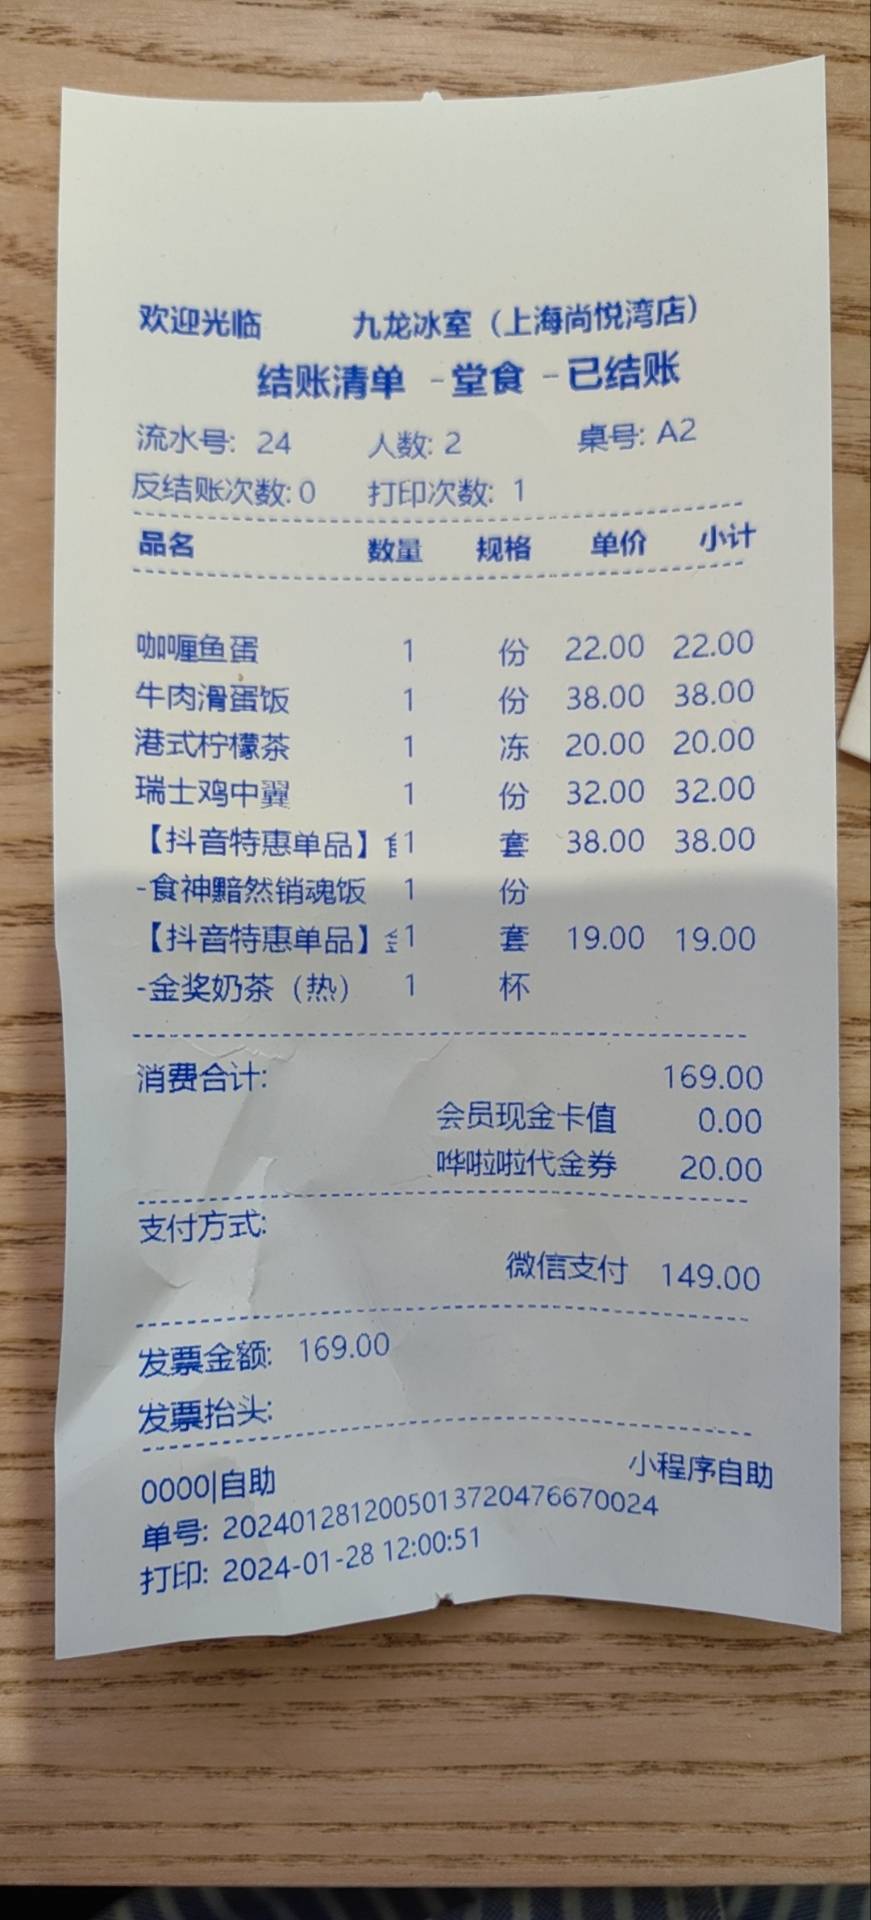 欢迎光临 九龙冰室（上海尚悦湾店）
结账清单 -堂食 -已结账
流水号: 24 人数: 2 桌号: A2
反结账次数: 0 打印次数: 1
品名 数量 规格 单价 小计
咖喱鱼蛋 1 份 22.00 22.00
牛肉滑蛋饭 1 份 38.00 38.00
港式柠檬茶 1 冻 20.00 20.00
瑞士鸡中翼 1 份 32.00 32.00
【抖音特惠单品】 1 套 38.00 38.00
-食神黯然销魂饭 1 份
【抖音特惠单品】 1 套 19.00 19.00
-金奖奶茶（热） 1 杯
消费合计: 169.00
会员现金卡值 0.00
哗啦啦代金券 20.00
支付方式:
微信支付 149.00
发票金额: 169.00
发票抬头:
0000|自助 小程序自助
单号: 2024012812005013720476670024
打印: 2024-01-28 12:00:51